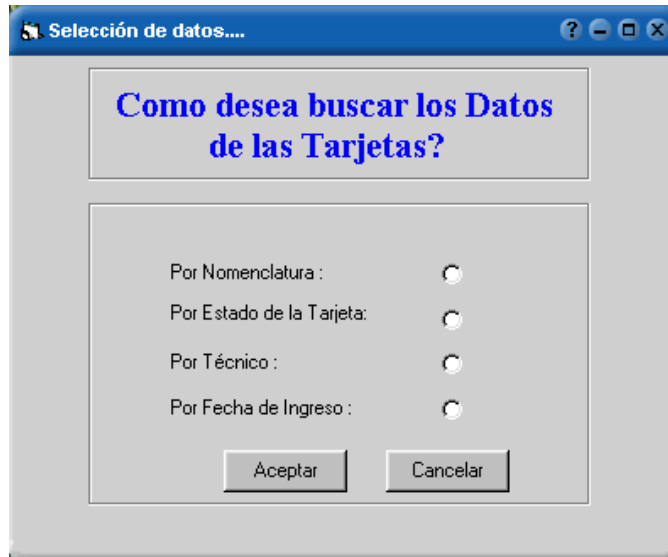 Selección de datos....
Como desea buscar los Datos
de las Tarjetas?
Por Nomenclatura :
Por Estado de la Tarjeta:
Por Técnico :
Por Fecha de Ingreso :
Aceptar Cancelar